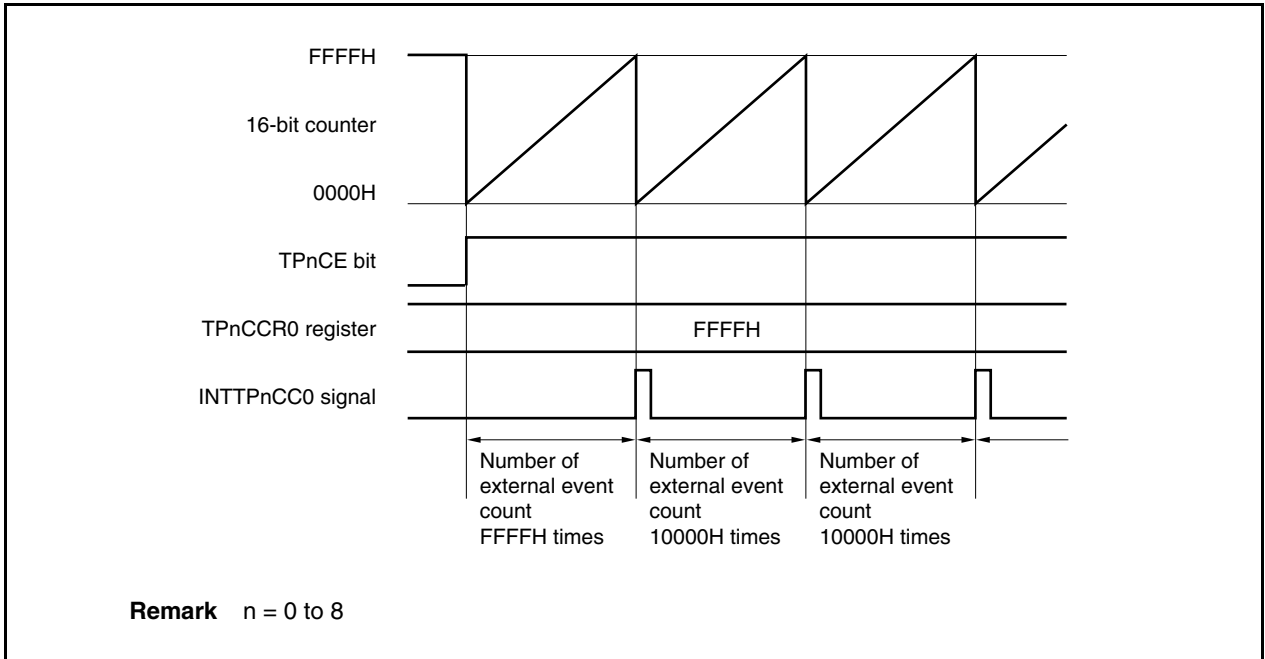 FFFFH
16-bit counter
0000H
TPnCE bit
TPnCCR0 register
FFFFH
INTTPnCC0 signal
Number of
external event
count
FFFFH times
Number of
external event
count
10000H times
Number of
external event
count
10000H times
Remark n = 0 to 8